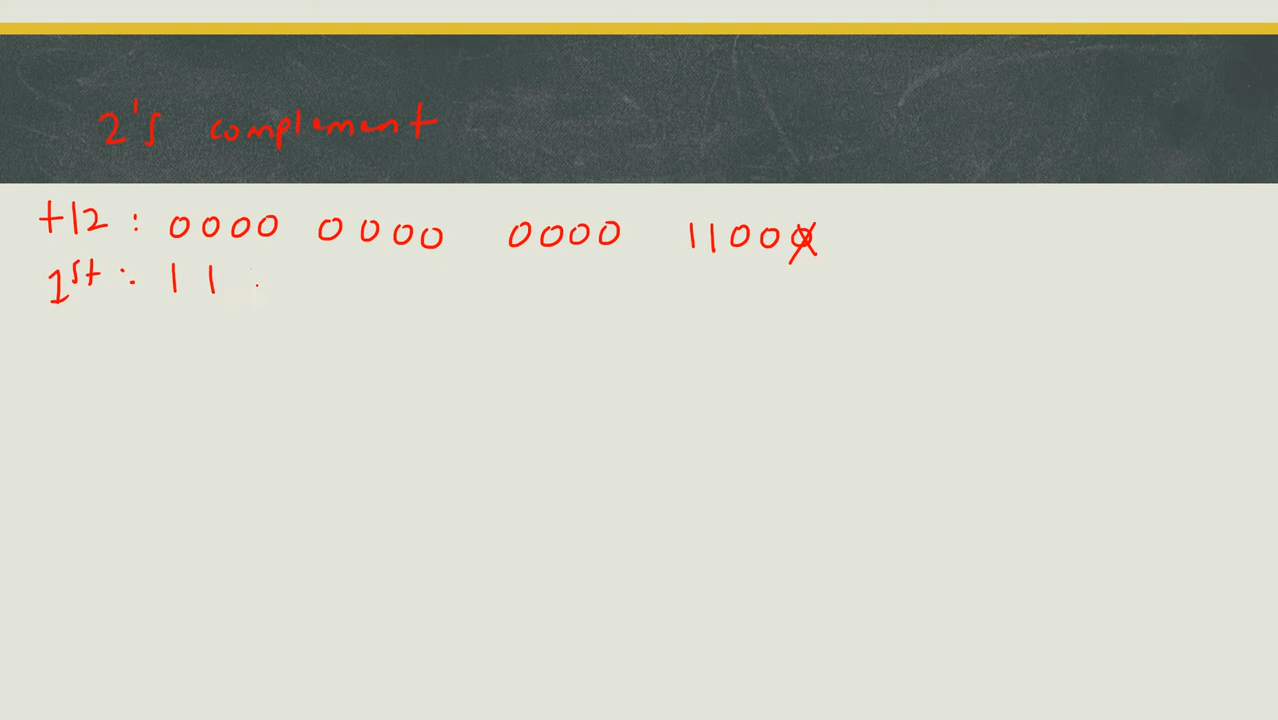 2's complement
+12 : 0000 0000 0000 1100
1st : 1 1